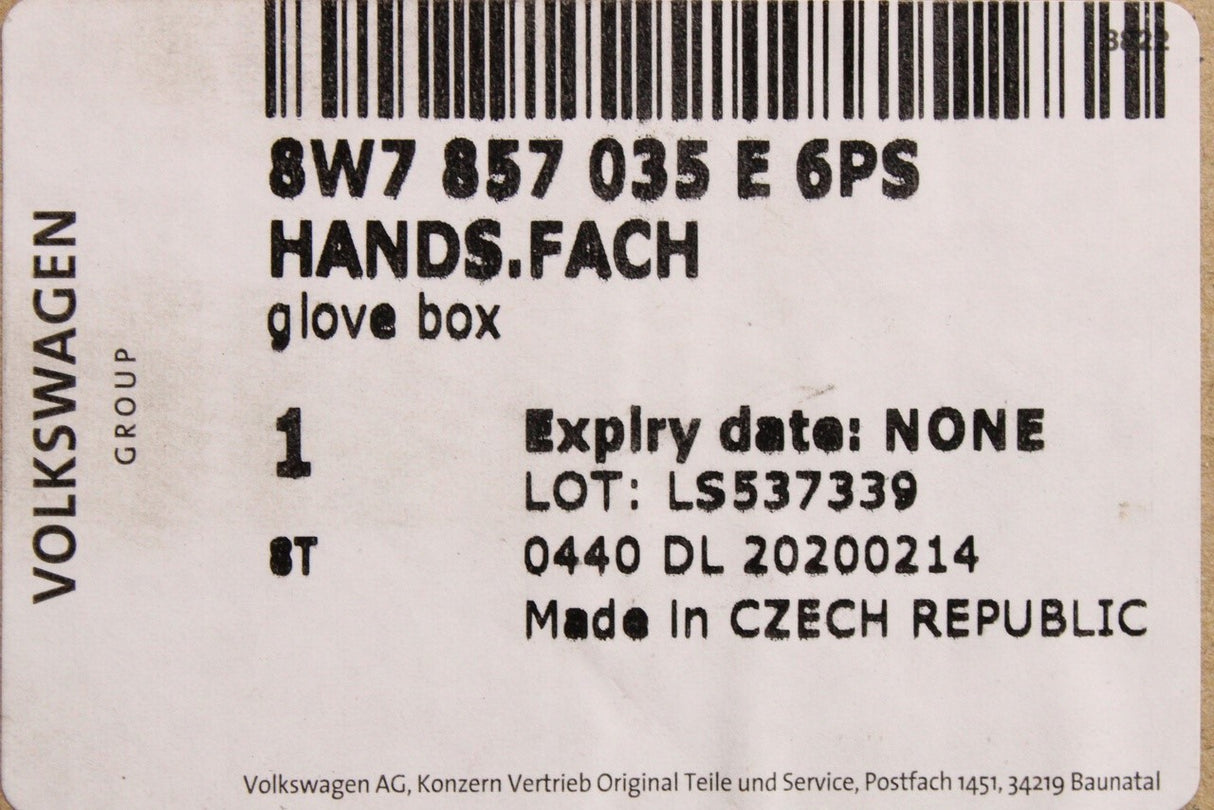 3822
8W7 857 035 E 6PS
HANDS.FACH
glove box
1
Expiry date: NONE
LOT: LS537339
8T
0440 DL 20200214
Made in CZECH REPUBLIC
VOLKSWAGEN
GROUP
Volkswagen AG, Konzern Vertrieb Original Teile und Service, Postfach 1451, 34219 Baunatal